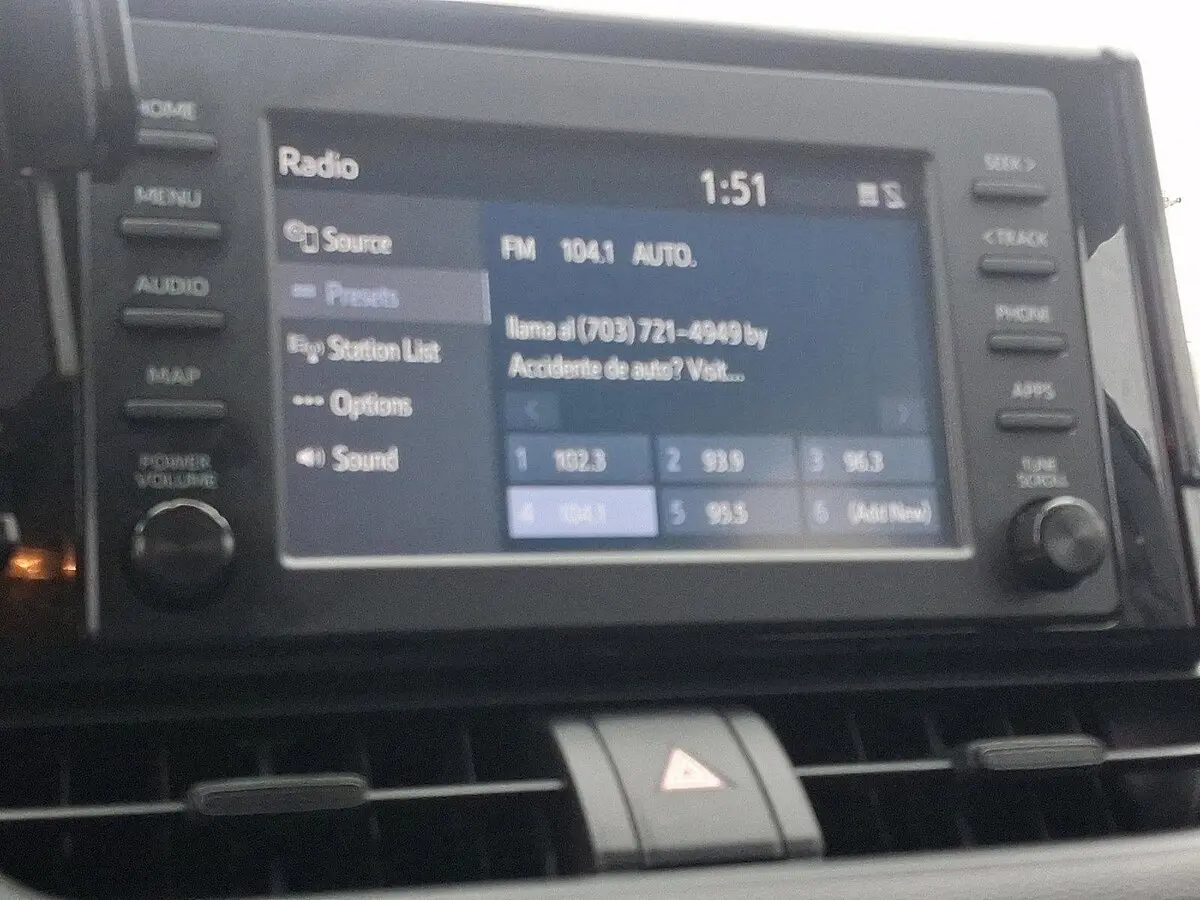 HOME
MENU
AUDIO
MAP
POWER
VOLUME
Radio
1:51
Source
Presets
Station List
Options
Sound
FM 104.1 AUTO.
llama al (703) 721-4949 by
Accidente de auto? Visit...
1 102.3
2 93.9
3 96.3
4 104.1
5 95.5
6 (Add New)
SEEK >
< TRACK
PHONE
APPS
TUNE
SCROLL